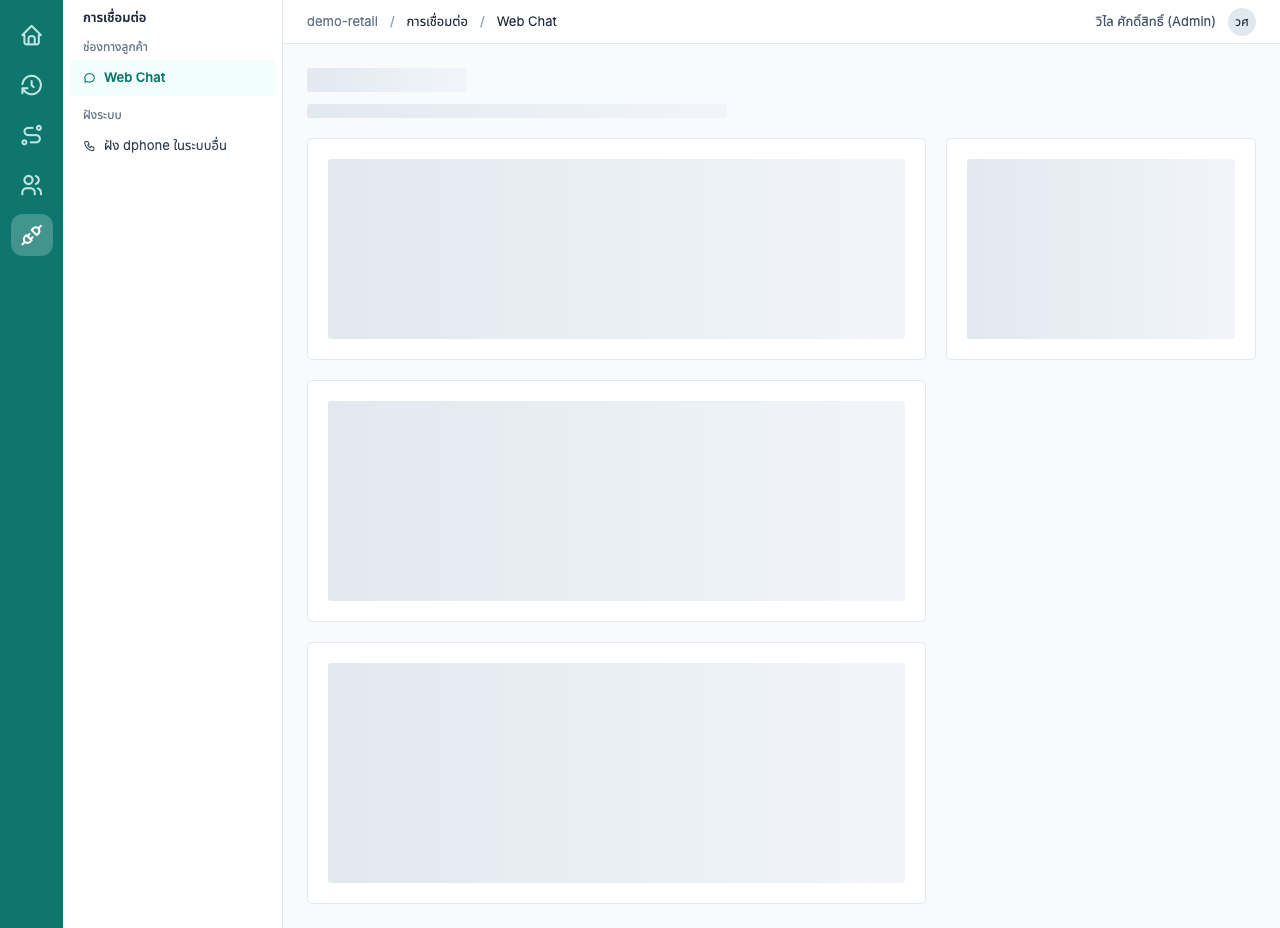 การเชื่อมต่อ
ช่องทางลูกค้า
Web Chat
ฝังระบบ
ฝัง dphone ในระบบอื่น
demo-retail / การเชื่อมต่อ / Web Chat
วิไล ศักดิ์สิทธิ์ (Admin) วศ